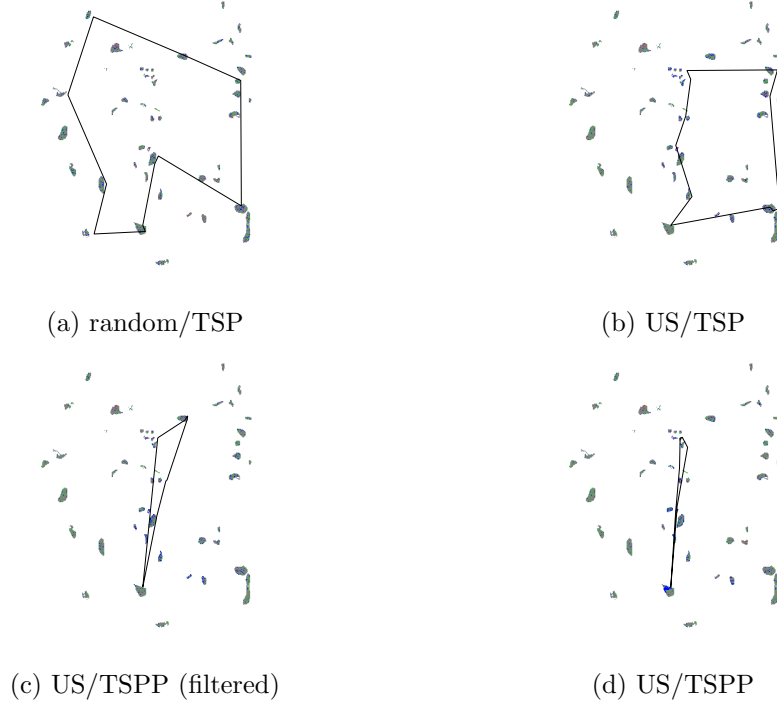 (a) random/TSP
(b) US/TSP
(c) US/TSPP (filtered)
(d) US/TSPP